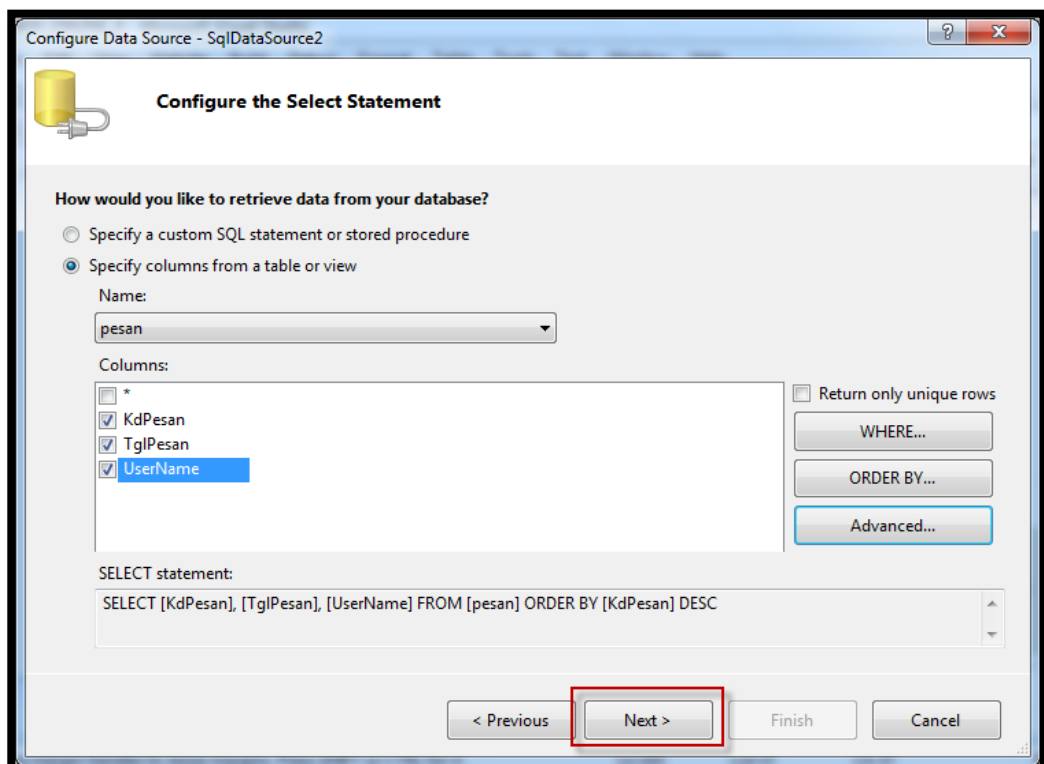 Configure Data Source - SqlDataSource2
Configure the Select Statement
How would you like to retrieve data from your database?
Specify a custom SQL statement or stored procedure
Specify columns from a table or view
Name:
pesan
Columns:
*
Return only unique rows
KdPesan
TglPesan
UserName
WHERE...
ORDER BY...
Advanced...
SELECT statement:
SELECT [KdPesan], [TglPesan], [UserName] FROM [pesan] ORDER BY [KdPesan] DESC
< Previous
Next >
Finish
Cancel